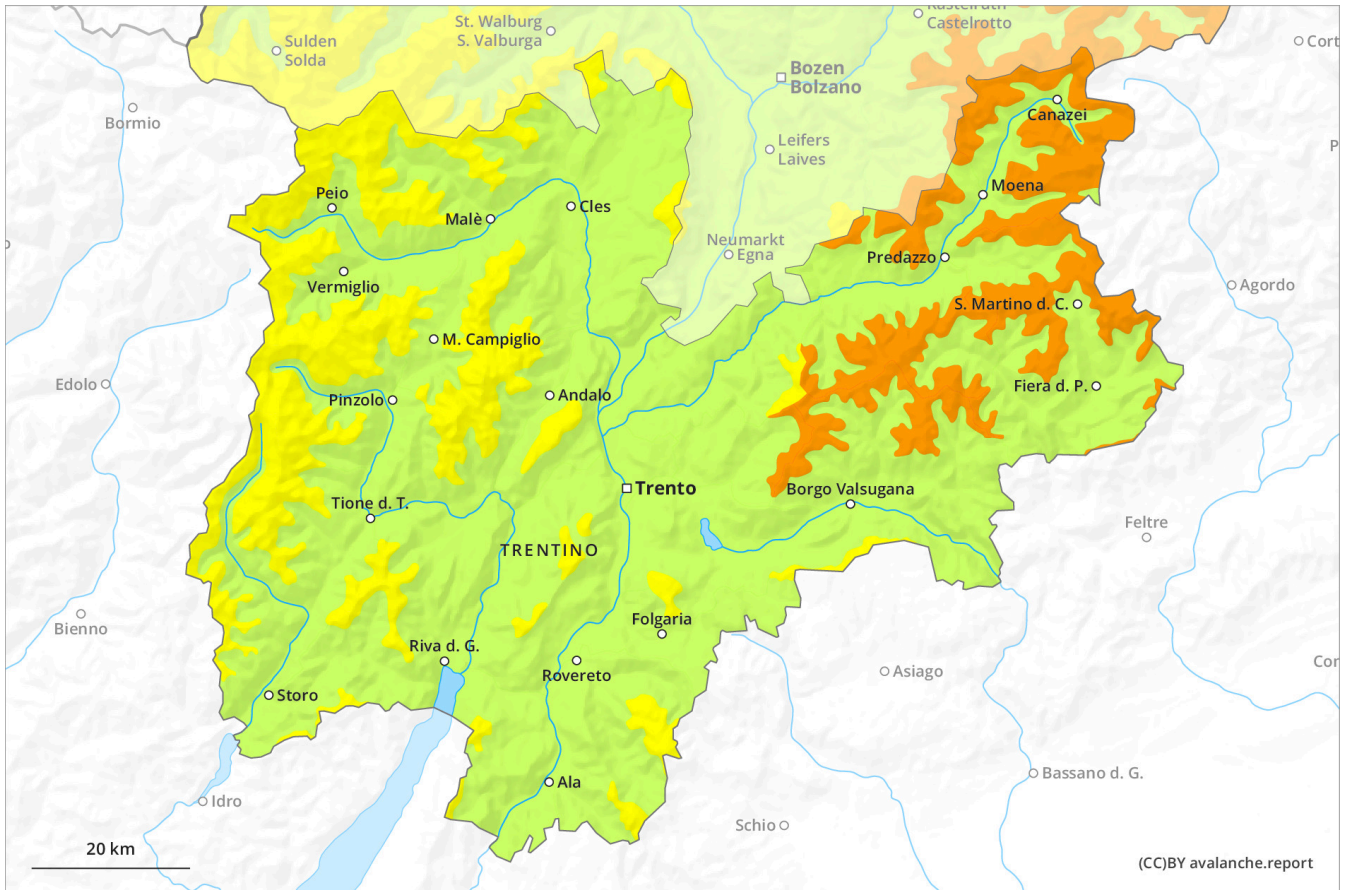 St. Walburg
S. Valburga
Kastelruth
Castelrotto
Sulden
Solda
Cort
Bozen
Bolzano
Bormio
Canazei
Leifers
Laives
P
Peio
Moena
Malè
Cles
Neumarkt
Egna
Predazzo
Vermiglio
Agordo
S. Martino d. C.
M. Campiglio
Edolo
Fiera d. P.
Pinzolo
Andalo
Trento
Borgo Valsugana
Tione d. T.
Feltre
TRENTINO
Bienno
Folgaria
Riva d. G.
Cor
Rovereto
Asiago
Storo
Bassano d. G.
Ala
Idro
Schio
20 km
(CC)BY avalanche.report